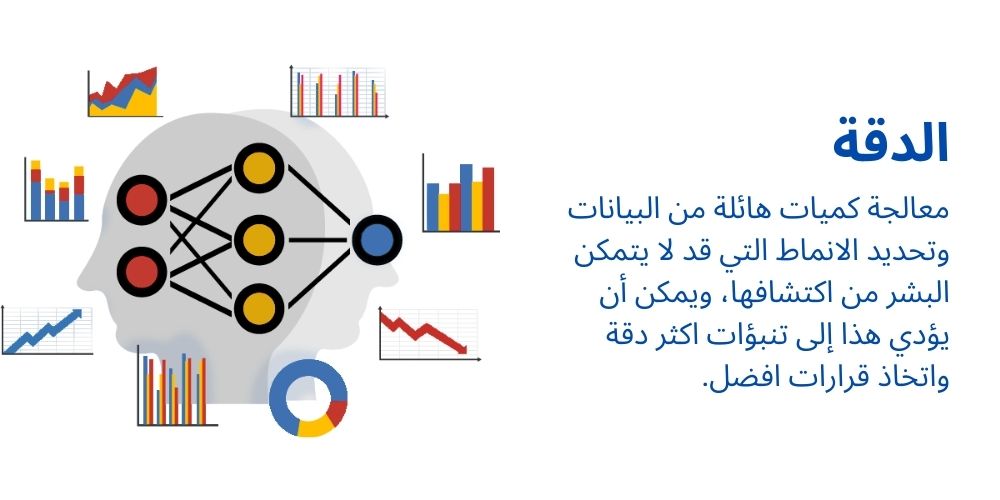 الدقة
معالجة كميات هائلة من البيانات
وتحديد الانماط التي قد لا يتمكن
البشر من اكتشافها، ويمكن أن
يؤدي هذا إلى تنبؤات اكثر دقة
واتخاذ قرارات افضل.